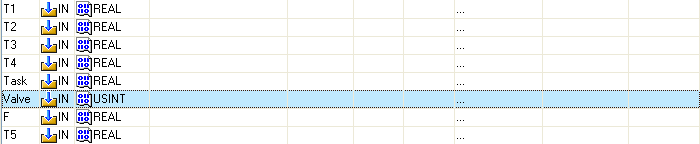 T1 IN REAL ...
T2 IN REAL ...
T3 IN REAL ...
T4 IN REAL ...
Task IN REAL ...
Valve IN USINT ...
F IN REAL ...
T5 IN REAL ...